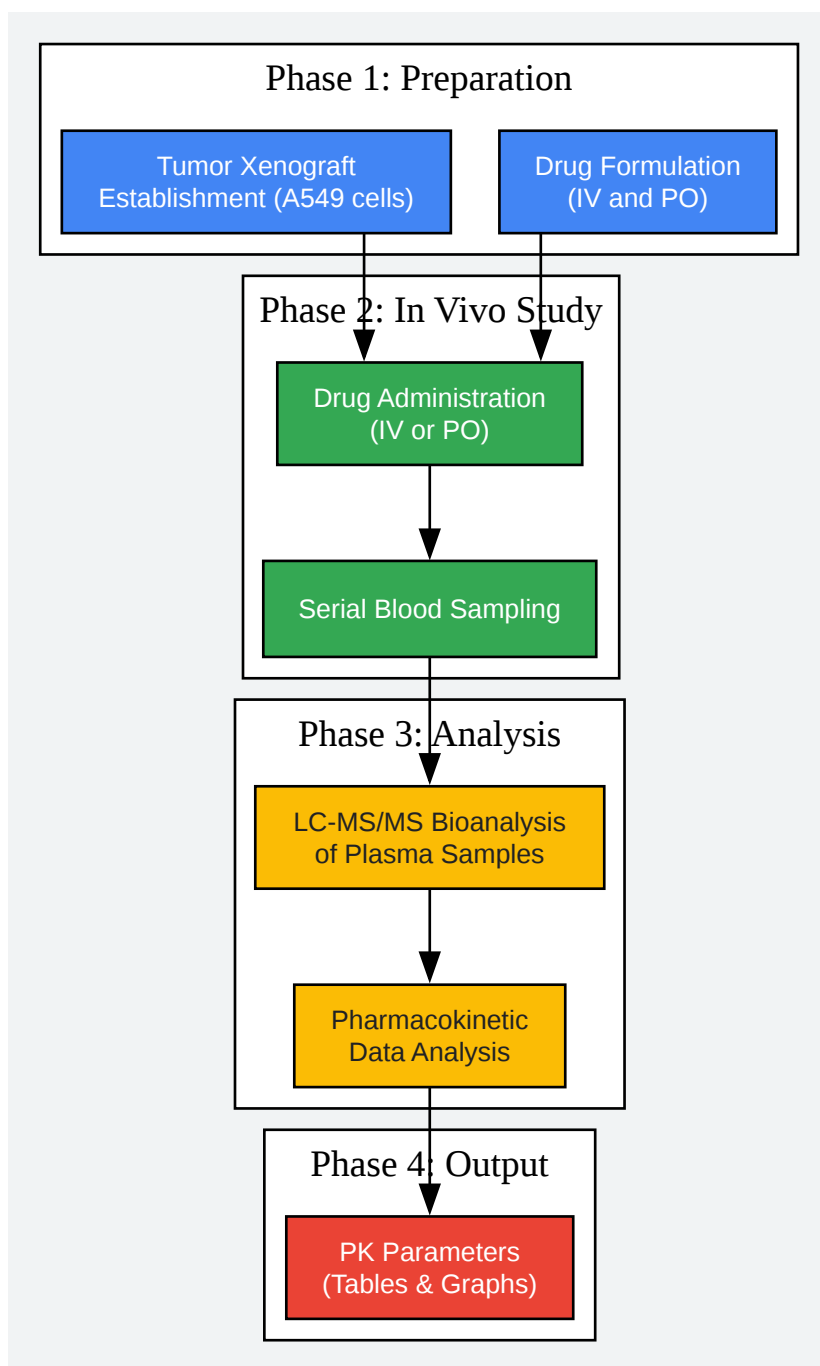 Phase 1: Preparation
Tumor Xenograft
Establishment (A549 cells)
Drug Formulation
(IV and PO)
Phase 2: In Vivo Study
Drug Administration
(IV or PO)
Serial Blood Sampling
Phase 3: Analysis
LC-MS/MS Bioanalysis
of Plasma Samples
Pharmacokinetic
Data Analysis
Phase 4: Output
PK Parameters
(Tables & Graphs)